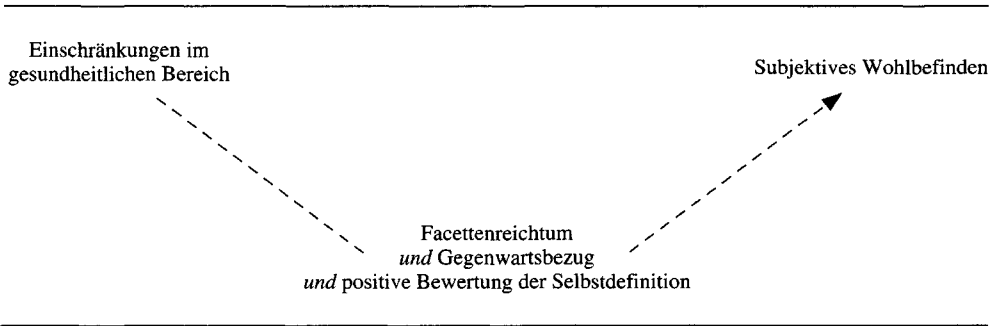 Einschränkungen im
gesundheitlichen Bereich
Subjektives Wohlbefinden
Facettenreichtum
und Gegenwartsbezug
und positive Bewertung der Selbstdefinition